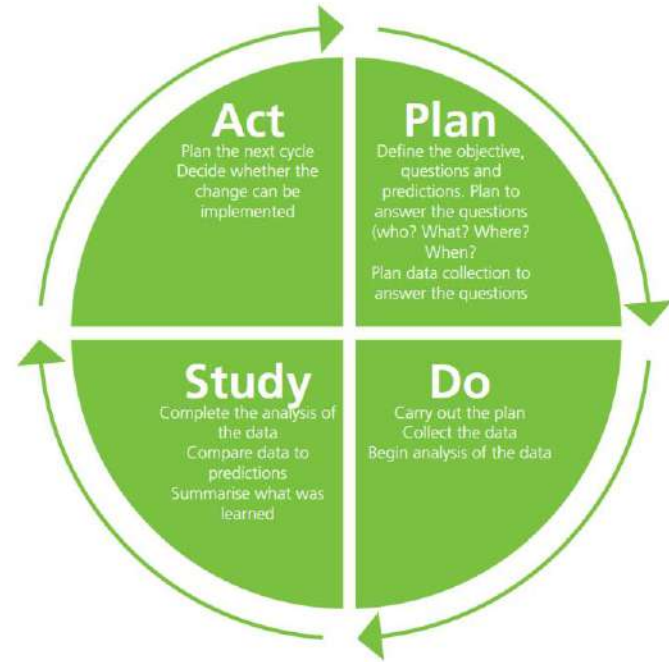 Act
Plan the next cycle
Decide whether the
change can be
implemented
Plan
Define the objective,
questions and
predictions. Plan to
answer the questions
(who? What? Where?
When?
Plan data collection to
answer the questions
Study
Complete the analysis of
the data
Compare data to
predictions
Summarise what was
learned
Do
Carry out the plan
Collect the data
Begin analysis of the data